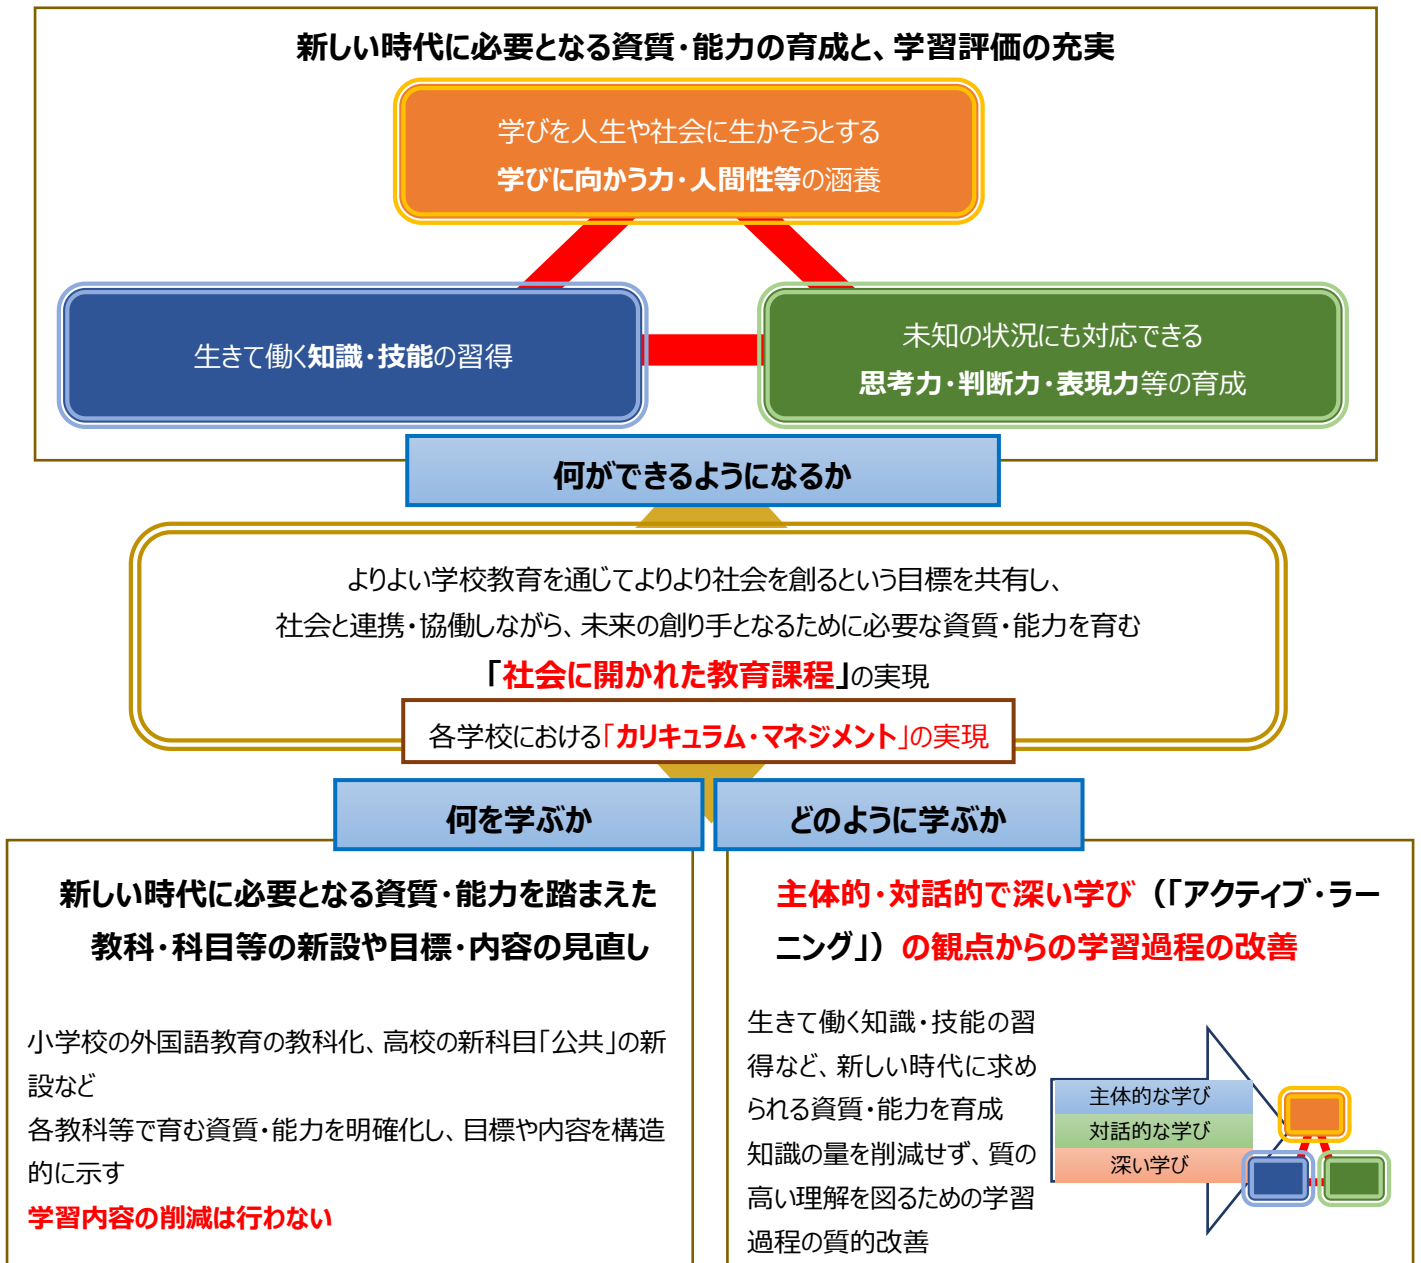 新しい時代に必要となる資質・能力の育成と、学習評価の充実
学びを人生や社会に生かそうとする
学びに向かう力・人間性等の涵養
生きて働く知識・技能の習得
未知の状況にも対応できる
思考力・判断力・表現力等の育成
何ができるようになるか
よりよい学校教育を通じてよりより社会を創るという目標を共有し、
社会と連携・協働しながら、未来の創り手となるために必要な資質・能力を育む
「社会に開かれた教育課程」の実現
各学校における「カリキュラム・マネジメント」の実現
何を学ぶか
どのように学ぶか
新しい時代に必要となる資質・能力を踏まえた
教科・科目等の新設や目標・内容の見直し
小学校の外国語教育の教科化、高校の新科目「公共」の新
設など
各教科等で育む資質・能力を明確化し、目標や内容を構造
的に示す
学習内容の削減は行わない
主体的・対話的で深い学び（「アクティブ・ラー
ニング」）の観点からの学習過程の改善
生きて働く知識・技能の習
得など、新しい時代に求め
られる資質・能力を育成
知識の量を削減せず、質の
高い理解を図るための学習
過程の質的改善
主体的な学び
対話的な学び
深い学び